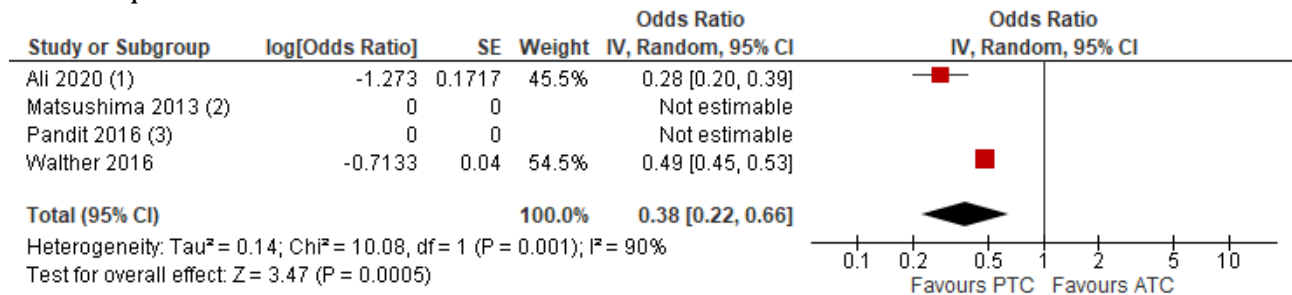 Odds Ratio Odds Ratio
Study or Subgroup log[Odds Ratio] SE Weight IV, Random, 95% CI IV, Random, 95% CI
Ali 2020 (1) -1.273 0.1717 45.5% 0.28 [0.20, 0.39]
Matsushima 2013 (2) 0 0 Not estimable
Pandit 2016 (3) 0 0 Not estimable
Walther 2016 -0.7133 0.04 54.5% 0.49 [0.45, 0.53]
Total (95% CI) 100.0% 0.38 [0.22, 0.66]
Heterogeneity: Tau² = 0.14; Chi² = 10.08, df = 1 (P = 0.001); I² = 90%
Test for overall effect: Z = 3.47 (P = 0.0005)
0.1 0.2 0.5 1 2 5 10
Favours PTC Favours ATC